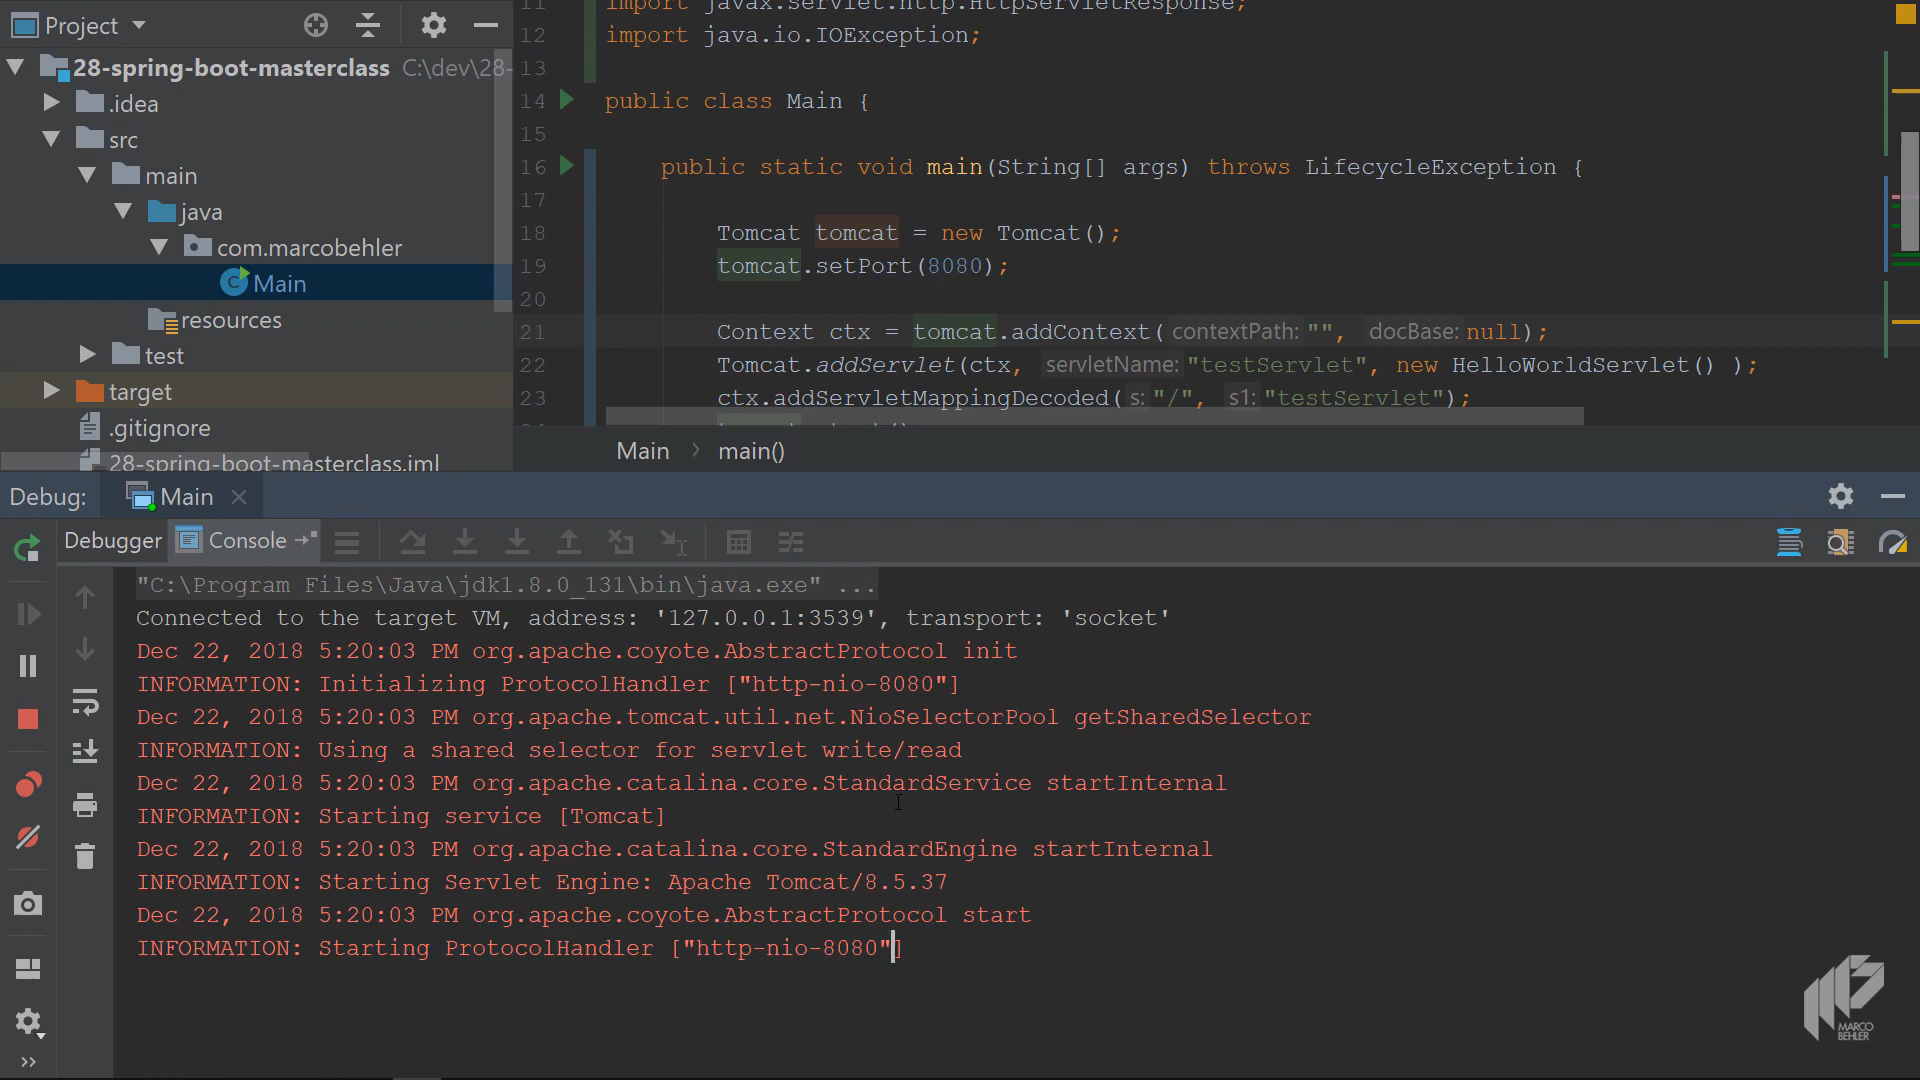 Project
28-spring-boot-masterclass C:\dev\28-
.idea
src
main
java
com.marcobehler
Main
resources
test
target
.gitignore
28-spring-boot-masterclass.iml
11 import javax.servlet.http.HttpServletResponse;
12 import java.io.IOException;
13
14 public class Main {
15
16 public static void main(String[] args) throws LifecycleException {
17
18 Tomcat tomcat = new Tomcat();
19 tomcat.setPort(8080);
20
21 Context ctx = tomcat.addContext( contextPath: "", docBase: null);
22 Tomcat.addServlet(ctx, servletName: "testServlet", new HelloWorldServlet() );
23 ctx.addServletMappingDecoded( s: "/", s1: "testServlet");
Main > main()
Debug: Main
Debugger Console
"C:\Program Files\Java\jdk1.8.0_131\bin\java.exe" ...
Connected to the target VM, address: '127.0.0.1:3539', transport: 'socket'
Dec 22, 2018 5:20:03 PM org.apache.coyote.AbstractProtocol init
INFORMATION: Initializing ProtocolHandler ["http-nio-8080"]
Dec 22, 2018 5:20:03 PM org.apache.tomcat.util.net.NioSelectorPool getSharedSelector
INFORMATION: Using a shared selector for servlet write/read
Dec 22, 2018 5:20:03 PM org.apache.catalina.core.StandardService startInternal
INFORMATION: Starting service [Tomcat]
Dec 22, 2018 5:20:03 PM org.apache.catalina.core.StandardEngine startInternal
INFORMATION: Starting Servlet Engine: Apache Tomcat/8.5.37
Dec 22, 2018 5:20:03 PM org.apache.coyote.AbstractProtocol start
INFORMATION: Starting ProtocolHandler ["http-nio-8080"]
MARCO
BEHLER